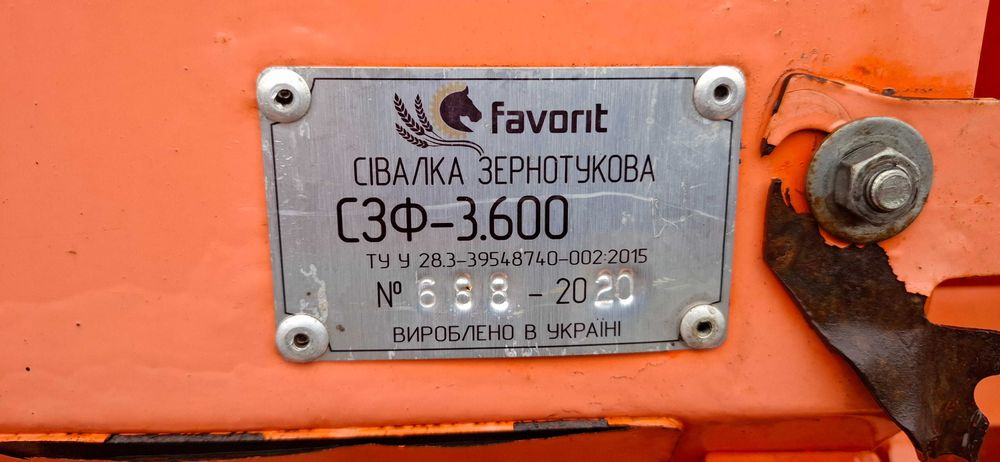 favorit
СІВАЛКА ЗЕРНОТУКОВА
СЗФ-3.600
ТУ У 28.3-39548740-002:2015
№ 688 - 2020
ВИРОБЛЕНО В УКРАЇНІ